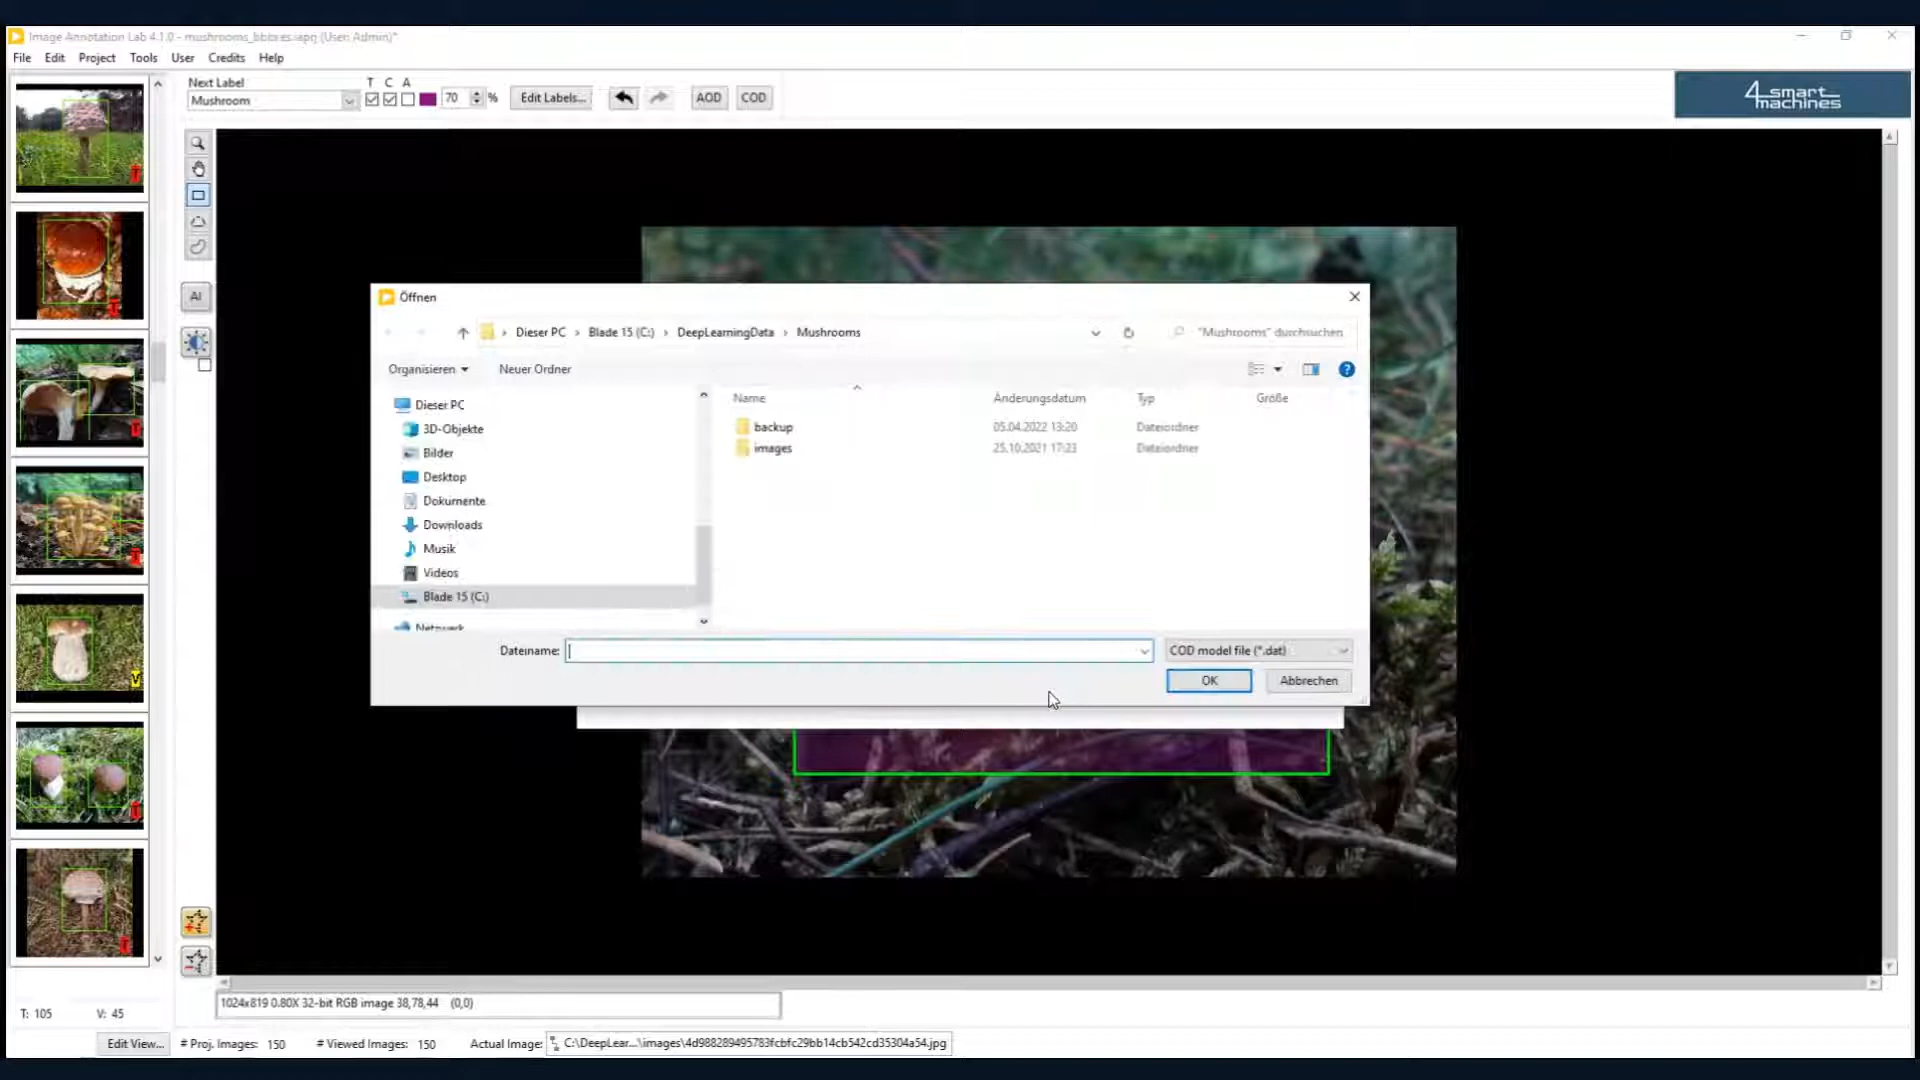 Image Annotation Lab 4.1.0 - mushrooms_bboxes.iaprj (User: Admin)*
File Edit Project Tools User Credits Help
Next Label T C A
Mushroom 70 % Edit Labels... AOD COD
4smart machines
AI
Öffnen
Dieser PC › Blade 15 (C:) › DeepLearningData › Mushrooms "Mushrooms" durchsuchen
Organisieren Neuer Ordner
Name Änderungsdatum Typ Größe
backup 05.04.2022 13:20 Dateiordner
images 25.10.2021 17:23 Dateiordner
Dieser PC
3D-Objekte
Bilder
Desktop
Dokumente
Downloads
Musik
Videos
Blade 15 (C:)
Netzwerk
Dateiname: COD model file (*.dat)
OK Abbrechen
T
T
T
T
V
T
T
1024x819 0.80X 32-bit RGB image 38,78,44 (0,0)
T: 105 V: 45
Edit View... # Proj. Images: 150 # Viewed Images: 150 Actual Image: C:\DeepLear...\images\4d988289495783fcbfc29bb14cb542cd35304a54.jpg